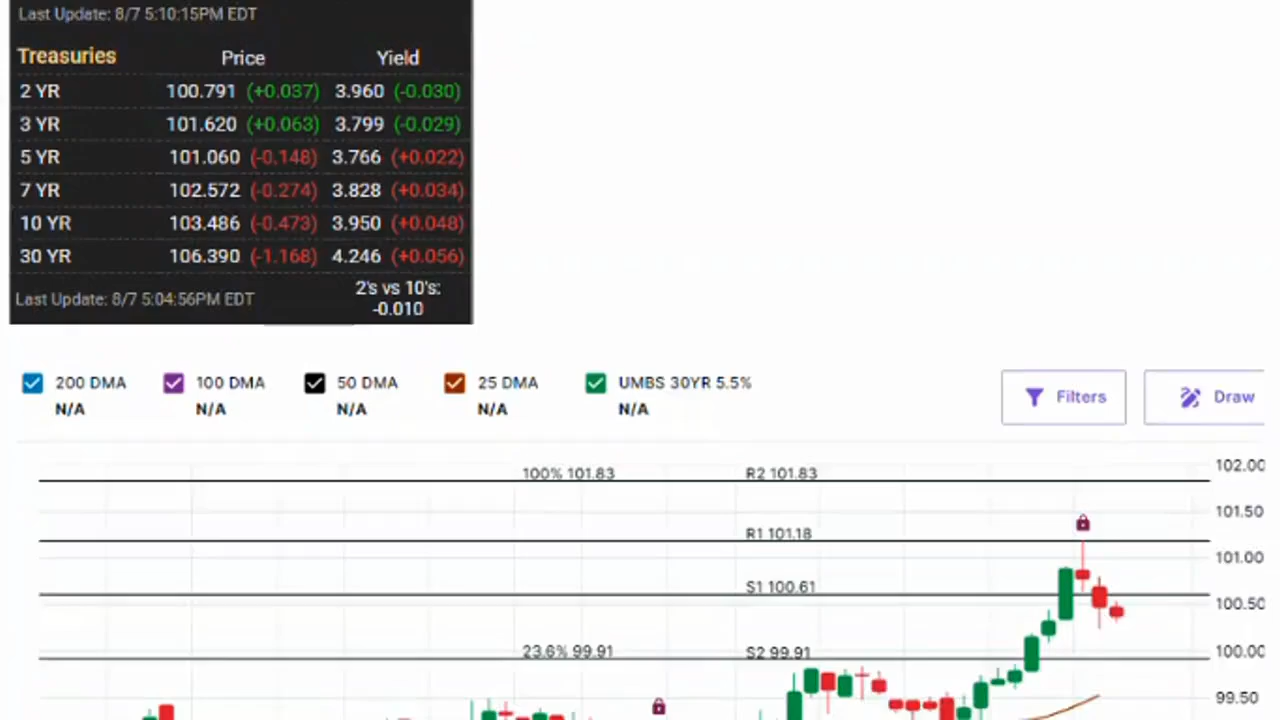 Last Update: 8/7 5:10:15PM EDT
Treasuries Price Yield
2 YR 100.791 (+0.037) 3.960 (-0.030)
3 YR 101.620 (+0.063) 3.799 (-0.029)
5 YR 101.060 (-0.148) 3.766 (+0.022)
7 YR 102.572 (-0.274) 3.828 (+0.034)
10 YR 103.486 (-0.473) 3.950 (+0.048)
30 YR 106.390 (-1.168) 4.246 (+0.056)
Last Update: 8/7 5:04:56PM EDT
2's vs 10's:
-0.010
200 DMA 100 DMA 50 DMA 25 DMA UMBS 30YR 5.5%
N/A N/A N/A N/A N/A
Filters Draw
102.00
100% 101.83 R2 101.83
101.50
R1 101.18
101.00
S1 100.61
100.50
23.6% 99.91 S2 99.91
100.00
99.50